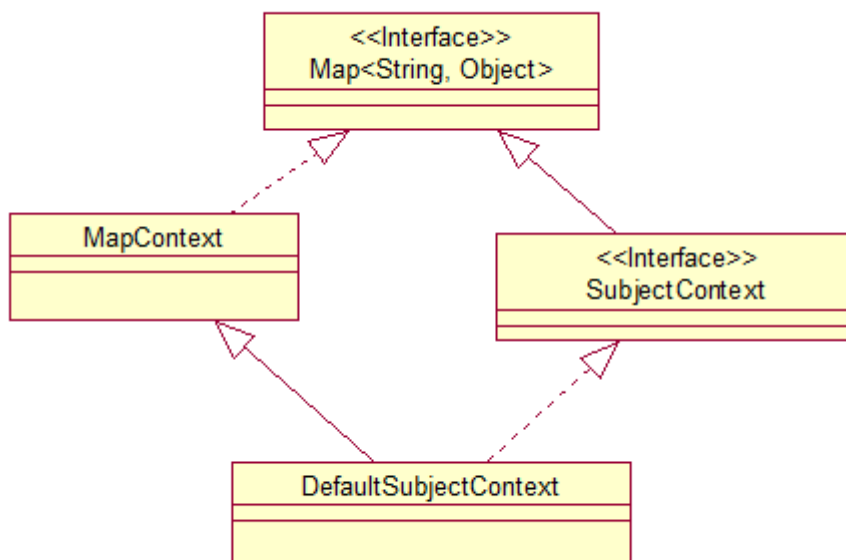 <<Interface>>
Map<String, Object>
MapContext
<<Interface>>
SubjectContext
DefaultSubjectContext